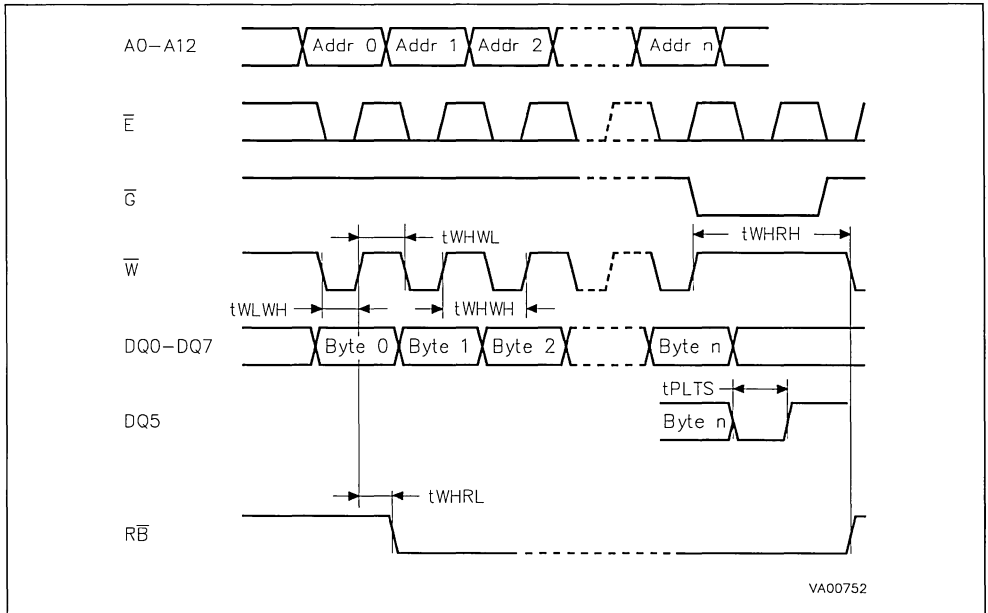 A0-A12 Addr 0 Addr 1 Addr 2 Addr n
E̅
G̅
tWHWL tWHRH
W̅
tWLWH tWHWH
DQ0-DQ7 Byte 0 Byte 1 Byte 2 Byte n
tPLTS
DQ5 Byte n
tWHRL
RB̅
VA00752